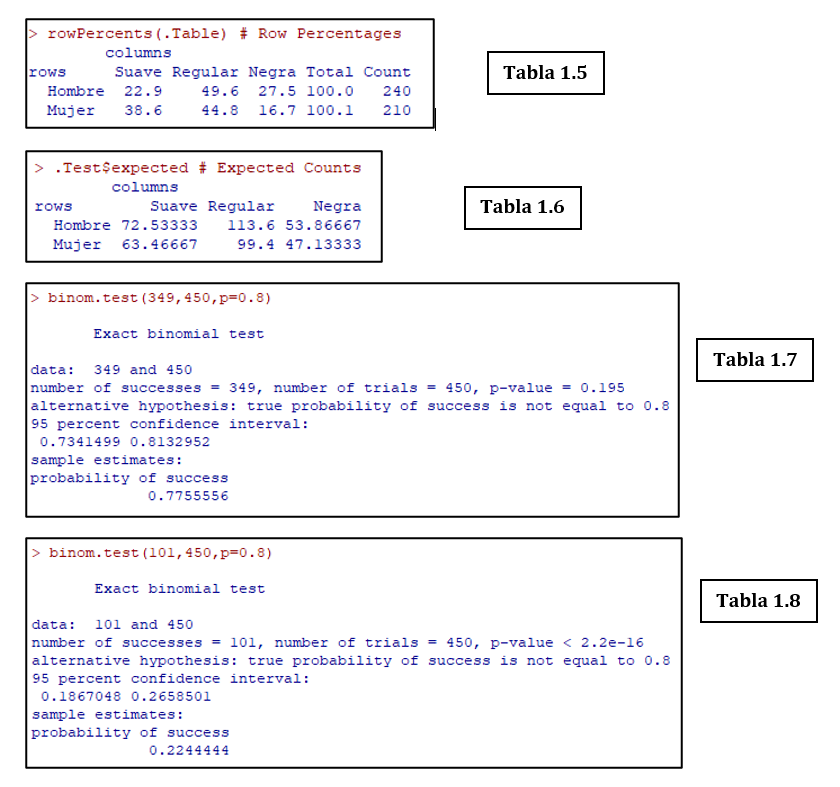 > rowPercents(.Table) # Row Percentages
columns
rows Suave Regular Negra Total Count
Hombre 22.9 49.6 27.5 100.0 240
Mujer 38.6 44.8 16.7 100.1 210
Tabla 1.5
> .Test$expected # Expected Counts
columns
rows Suave Regular Negra
Hombre 72.53333 113.6 53.86667
Mujer 63.46667 99.4 47.13333
Tabla 1.6
> binom.test(349,450,p=0.8)
Exact binomial test
data: 349 and 450
number of successes = 349, number of trials = 450, p-value = 0.195
alternative hypothesis: true probability of success is not equal to 0.8
95 percent confidence interval:
0.7341499 0.8132952
sample estimates:
probability of success
0.7755556
Tabla 1.7
> binom.test(101,450,p=0.8)
Exact binomial test
data: 101 and 450
number of successes = 101, number of trials = 450, p-value < 2.2e-16
alternative hypothesis: true probability of success is not equal to 0.8
95 percent confidence interval:
0.1867048 0.2658501
sample estimates:
probability of success
0.2244444
Tabla 1.8